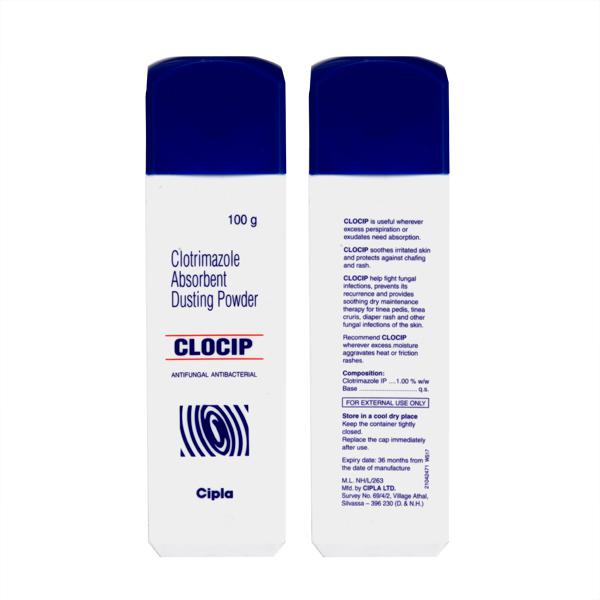 100 g
Clotrimazole
Absorbent
Dusting Powder
CLOCIP
ANTIFUNGAL ANTIBACTERIAL
Cipla
CLOCIP is useful wherever
excess perspiration or
exudates need absorption.
CLOCIP soothes irritated skin
and protects against chafing
and rash.
CLOCIP help fight fungal
infections, prevents its
recurrence and provides
soothing dry maintenance
therapy for tinea pedis, tinea
cruris, diaper rash and other
fungal infections of the skin.
Recommend CLOCIP
wherever excess moisture
aggravates heat or friction
rashes.
Composition:
Clotrimazole IP ....1.00 % w/w
Base ................................ q.s.
FOR EXTERNAL USE ONLY
Store in a cool dry place
Keep the container tightly
closed.
Replace the cap immediately
after use.
Expiry date: 36 months from
the date of manufacture
M.L. NH/L/263
Mfd. by CIPLA LTD.
Survey No. 69/4/2, Village Athal,
Silvassa – 396 230 (D. & N.H.)
21042471 W517